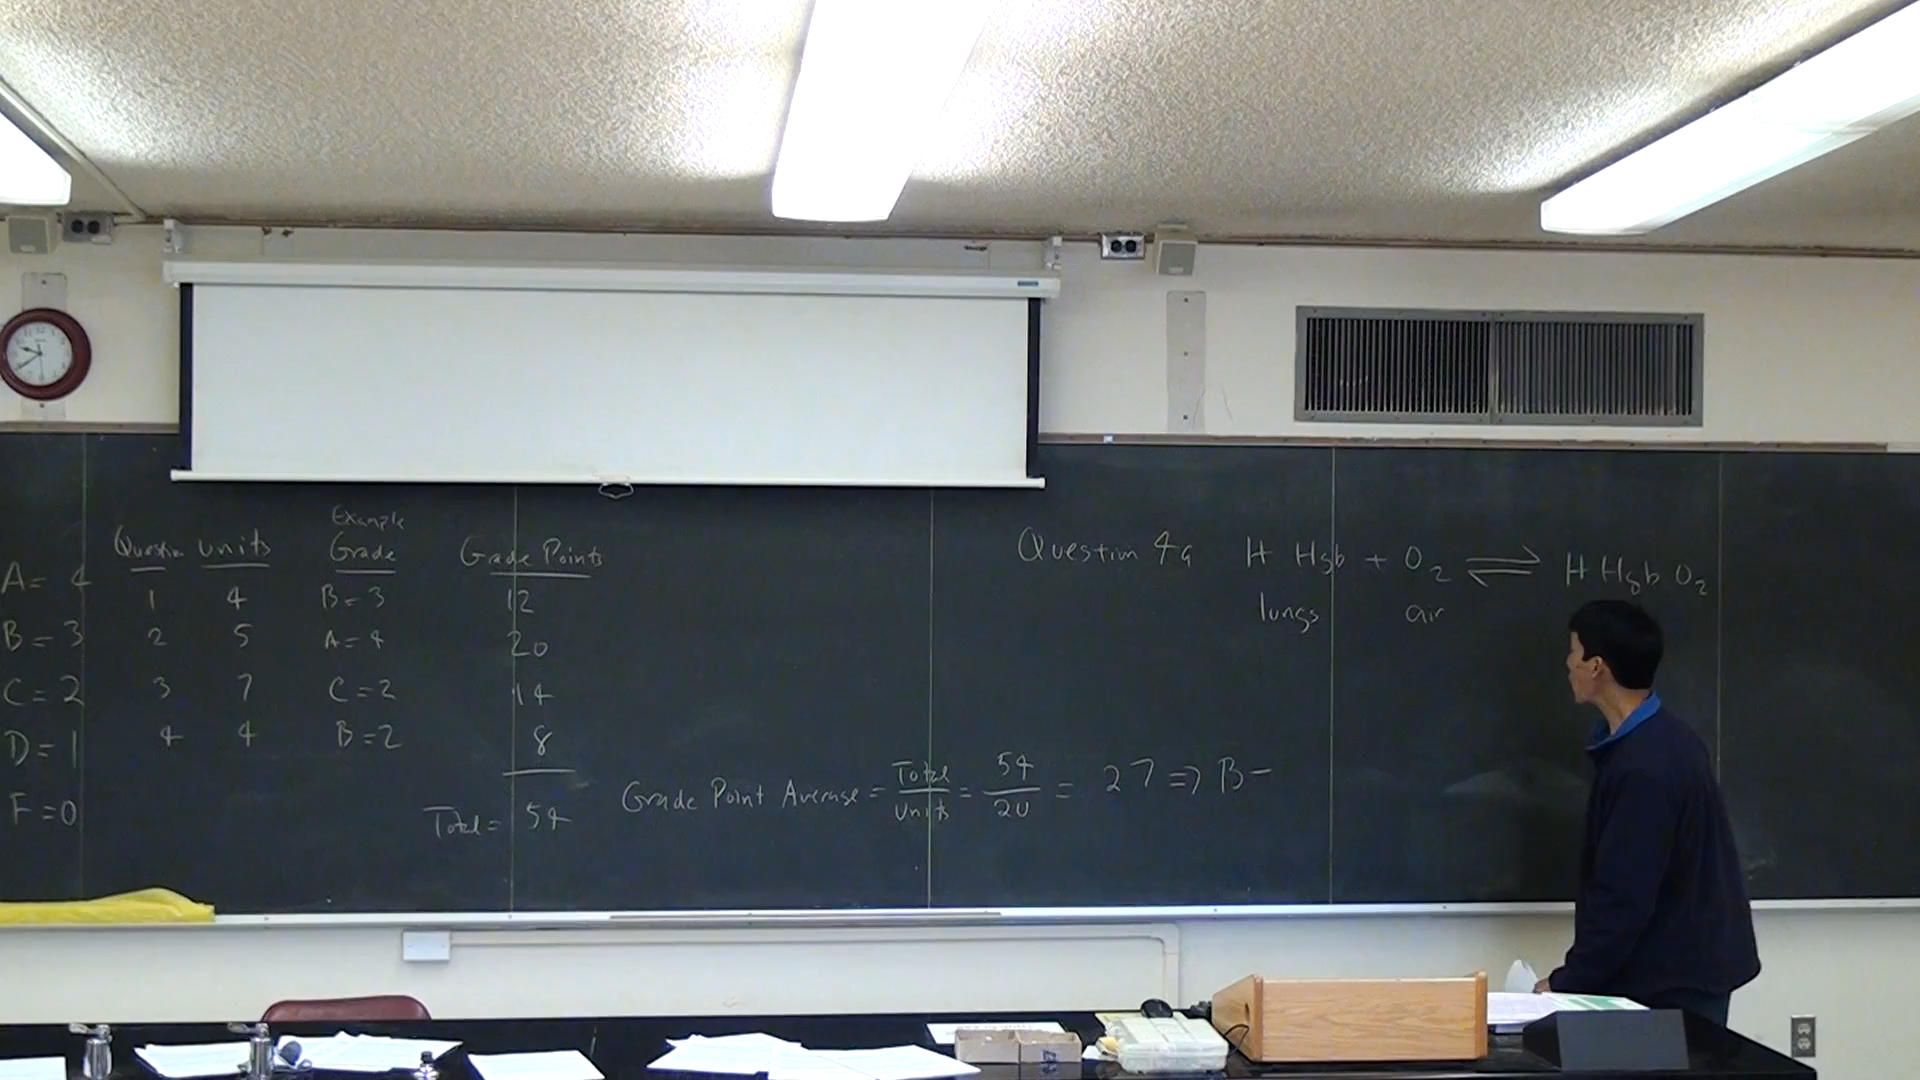 Example
Question units Grade Grade Points
A = 4 1 4 B = 3 12
B = 3 2 5 A = 4 20
C = 2 3 7 C = 2 14
D = 1 4 4 B = 2 8
F = 0 Total = 54
Grade Point Average = Total / Units = 54 / 20 = 27 ⇒ B-
Question 4a H Hgb + O2 ⇌ H Hgb O2
lungs air